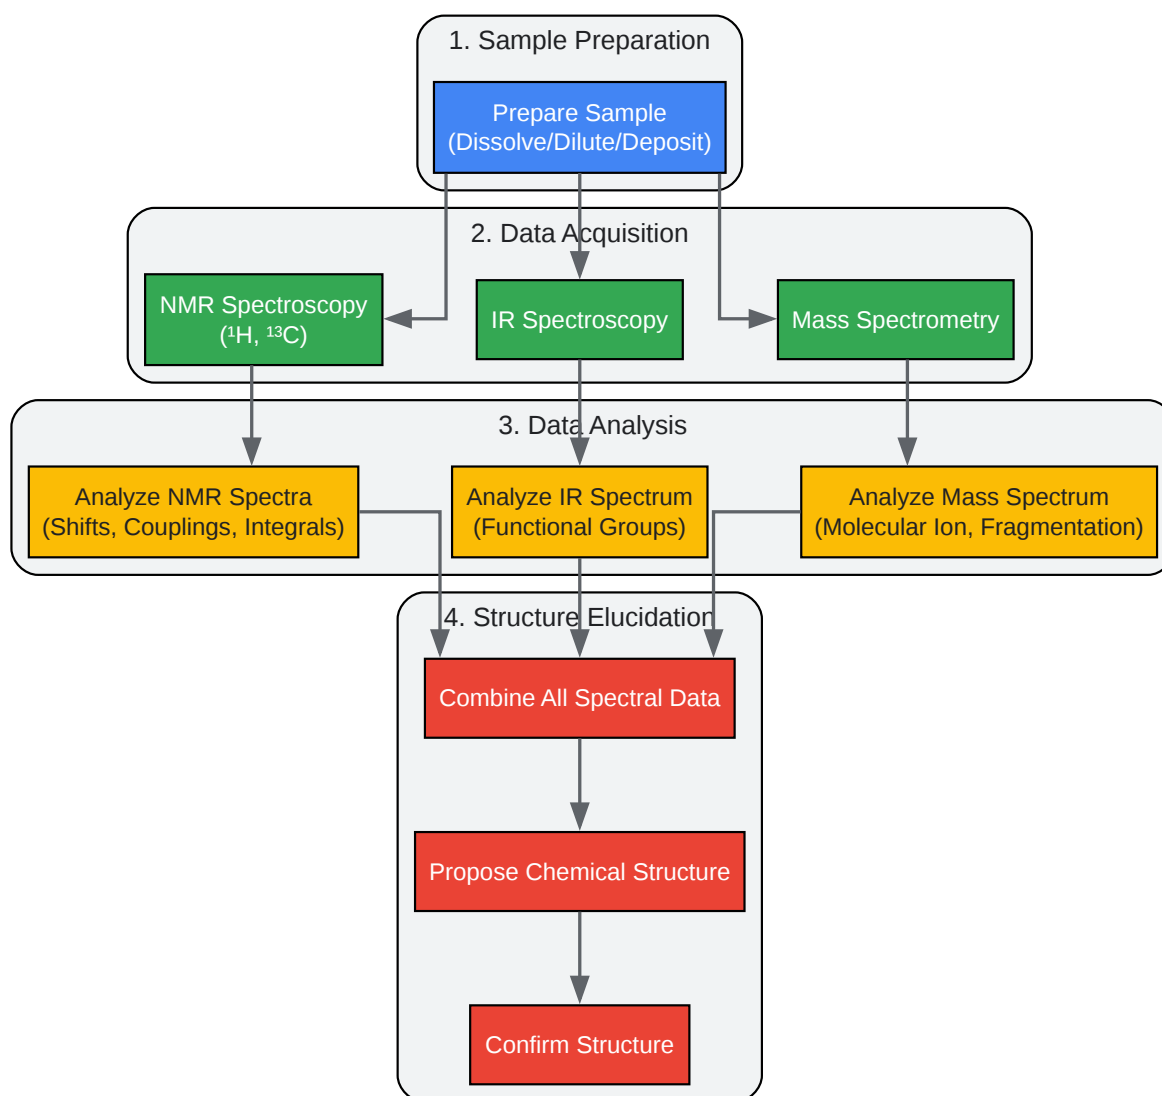 1. Sample Preparation
Prepare Sample
(Dissolve/Dilute/Deposit)
2. Data Acquisition
NMR Spectroscopy
(¹H, ¹³C)
IR Spectroscopy
Mass Spectrometry
3. Data Analysis
Analyze NMR Spectra
(Shifts, Couplings, Integrals)
Analyze IR Spectrum
(Functional Groups)
Analyze Mass Spectrum
(Molecular Ion, Fragmentation)
4. Structure Elucidation
Combine All Spectral Data
Propose Chemical Structure
Confirm Structure